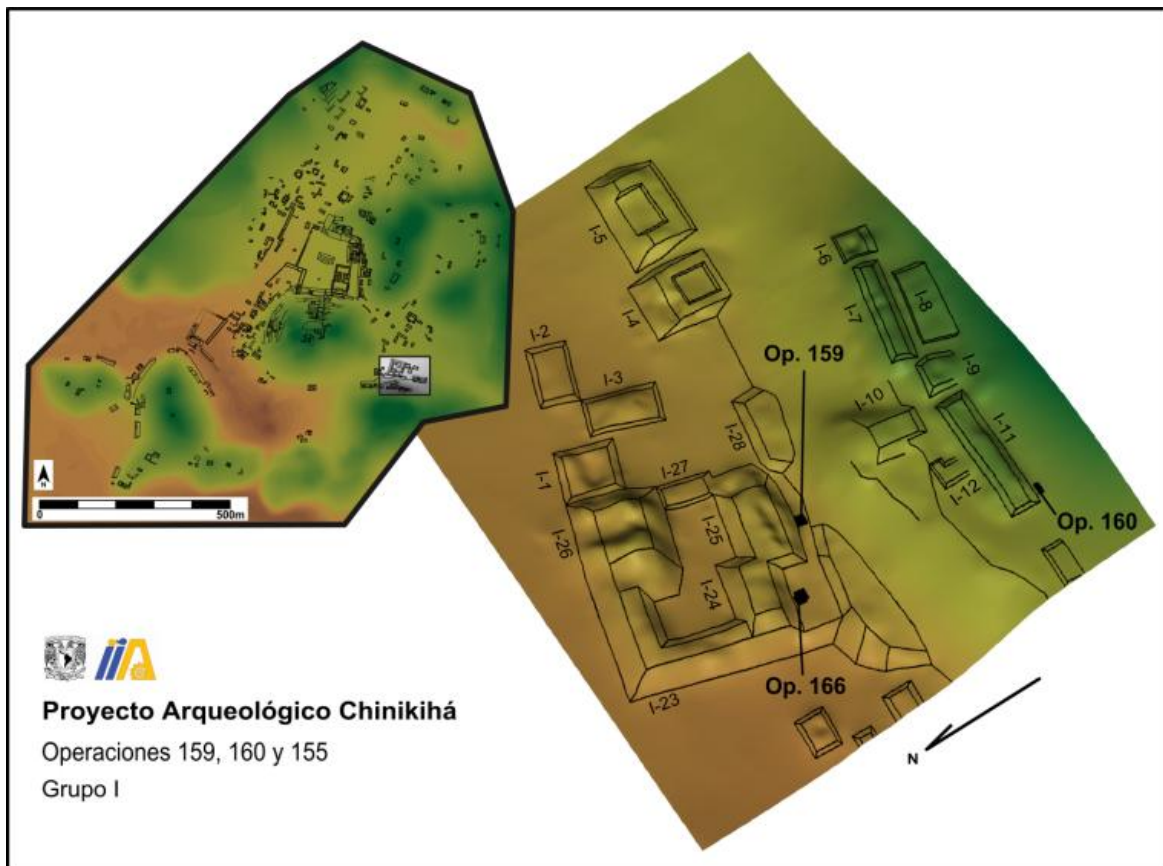 N
0
500m
I-5
I-4
I-6
I-7
I-8
I-2
I-3
Op. 159
I-9
I-10
I-11
I-28
I-12
I-1
I-27
Op. 160
I-25
I-26
I-24
Op. 166
I-23
N
iiA
Proyecto Arqueológico Chinikihá
Operaciones 159, 160 y 155
Grupo I